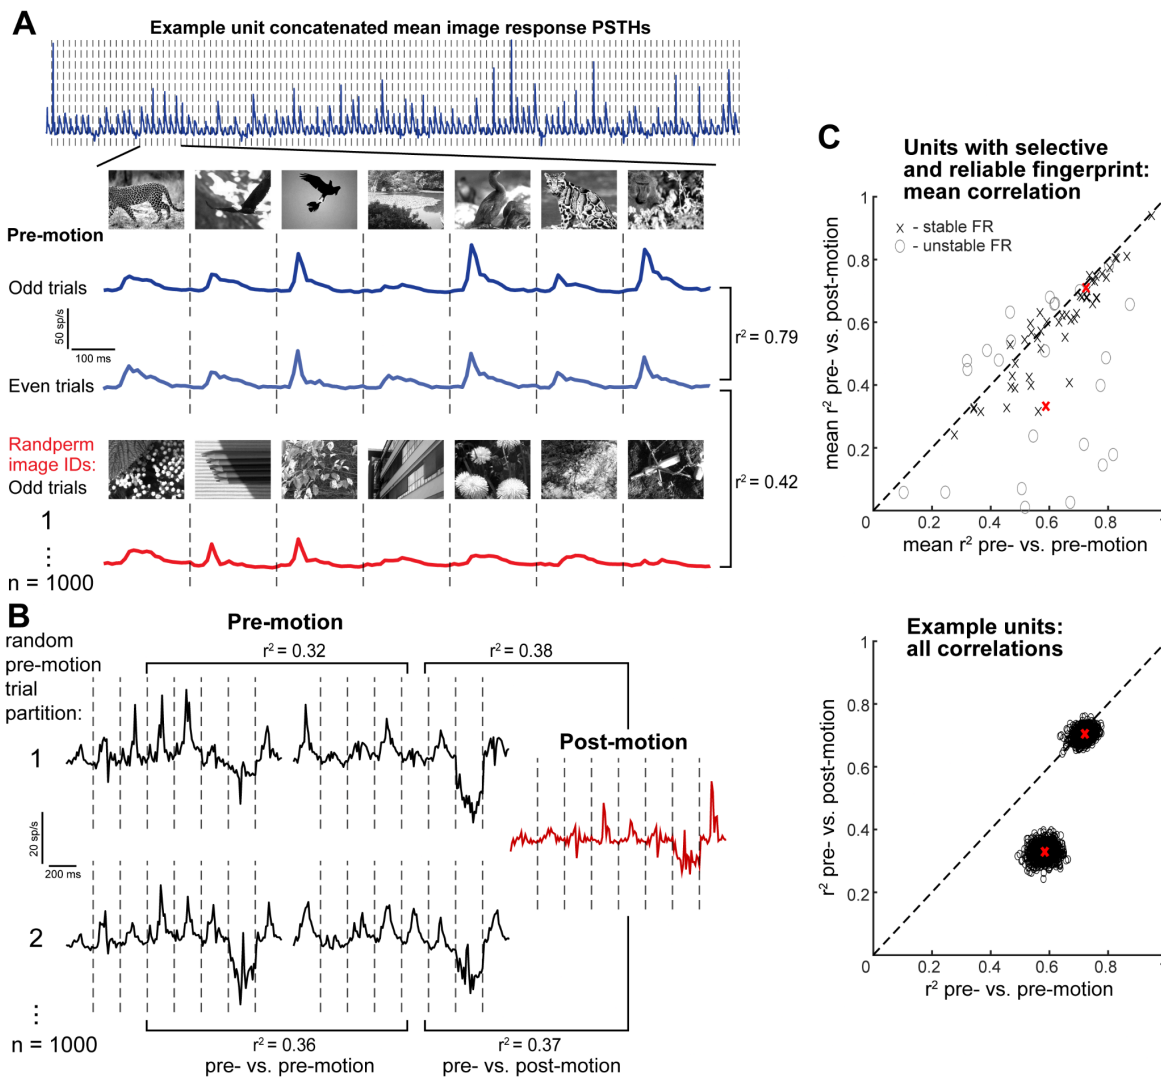 A
Example unit concatenated mean image response PSTHs
Pre-motion
Odd trials
50 sp/s
100 ms
Even trials
r² = 0.79
Randperm
image IDs:
Odd trials
1
⋮
n = 1000
r² = 0.42
B
random
pre-motion
trial
partition:
Pre-motion
r² = 0.32
r² = 0.38
1
Post-motion
20 sp/s
200 ms
2
⋮
n = 1000
r² = 0.36
pre- vs. pre-motion
r² = 0.37
pre- vs. post-motion
C
Units with selective
and reliable fingerprint:
mean correlation
x - stable FR
○ - unstable FR
mean r² pre- vs. post-motion
1
0.8
0.6
0.4
0.2
0
0.2
0.4
0.6
0.8
1
mean r² pre- vs. pre-motion
Example units:
all correlations
r² pre- vs. post-motion
1
0.8
0.6
0.4
0.2
0
0.2
0.4
0.6
0.8
1
r² pre- vs. pre-motion